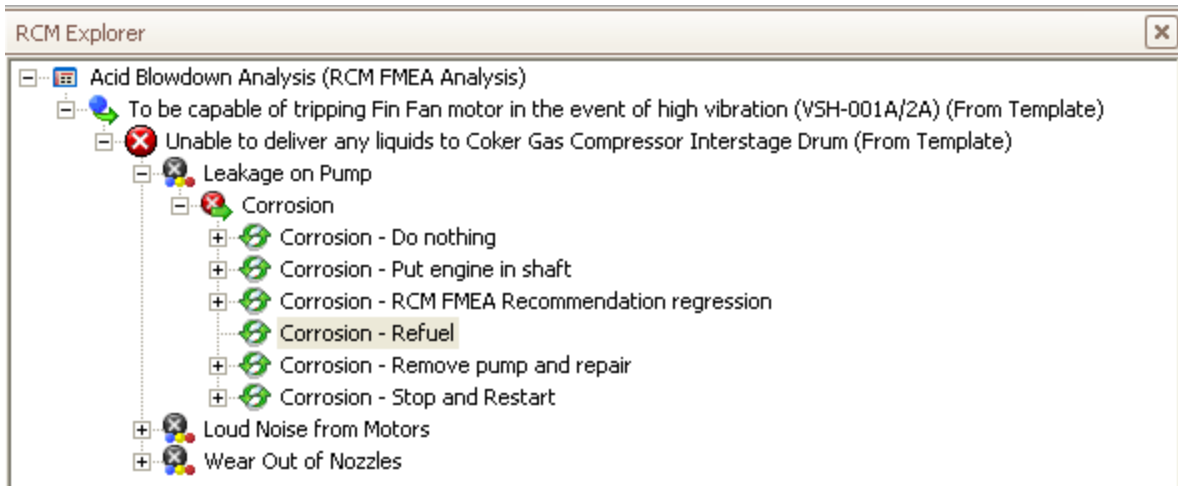 RCM Explorer
Acid Blowdown Analysis (RCM FMEA Analysis)
To be capable of tripping Fin Fan motor in the event of high vibration (VSH-001A/2A) (From Template)
Unable to deliver any liquids to Coker Gas Compressor Interstage Drum (From Template)
Leakage on Pump
Corrosion
Corrosion - Do nothing
Corrosion - Put engine in shaft
Corrosion - RCM FMEA Recommendation regression
Corrosion - Refuel
Corrosion - Remove pump and repair
Corrosion - Stop and Restart
Loud Noise from Motors
Wear Out of Nozzles